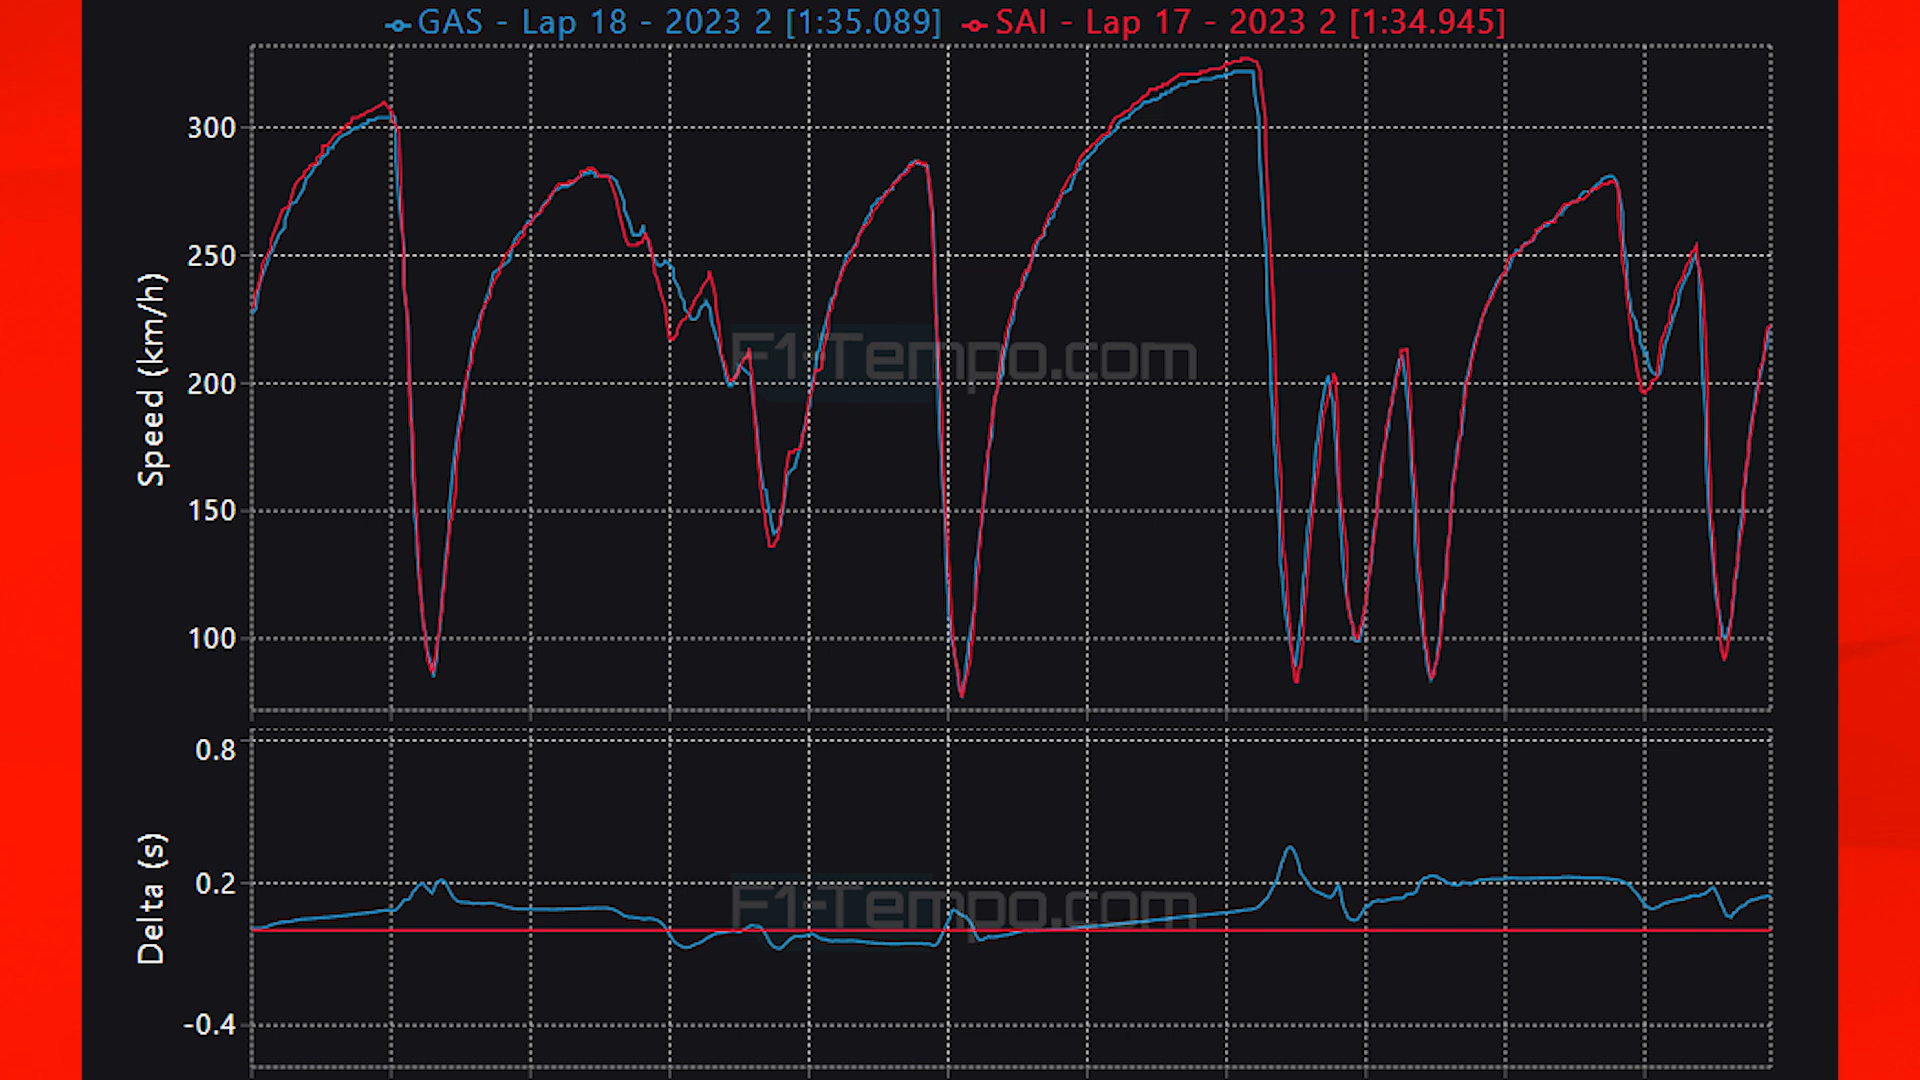 GAS - Lap 18 - 2023 2 [1:35.089] SAI - Lap 17 - 2023 2 [1:34.945]
300
250
200
150
100
Speed (km/h)
F1-Tempo.com
0.8
0.2
-0.4
Delta (s)
F1-Tempo.com